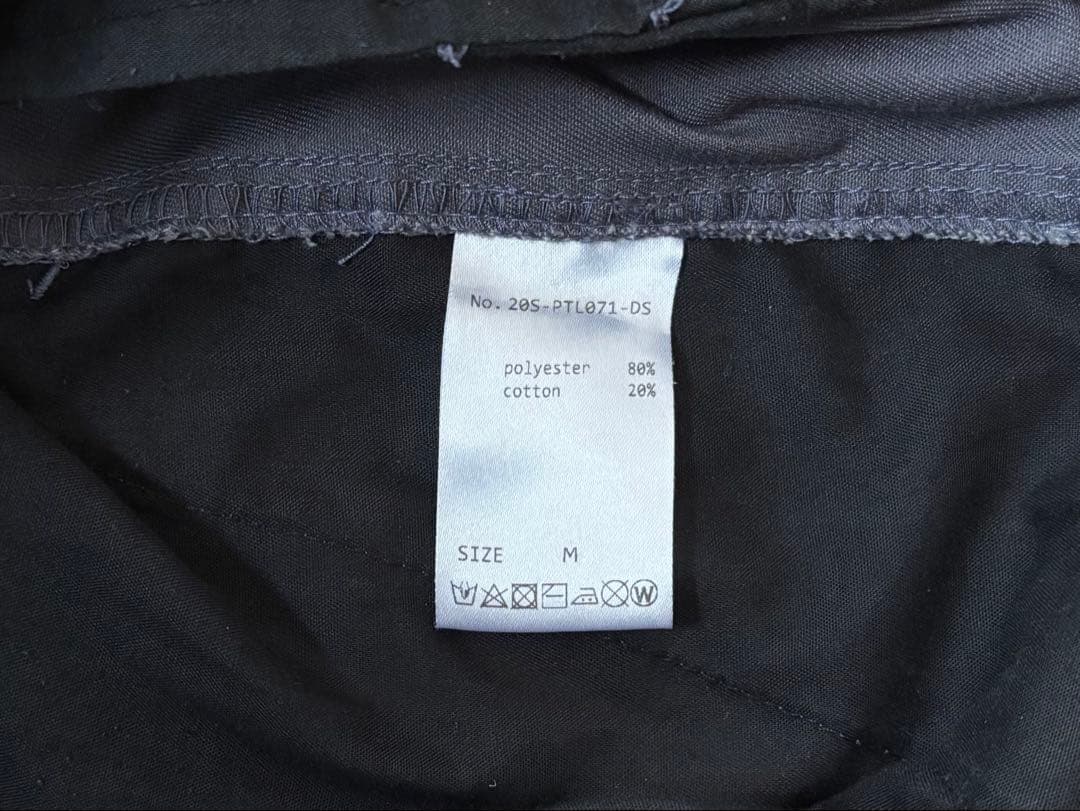 No. 20S-PTL071-DS
polyester 80%
cotton 20%
SIZE M
W